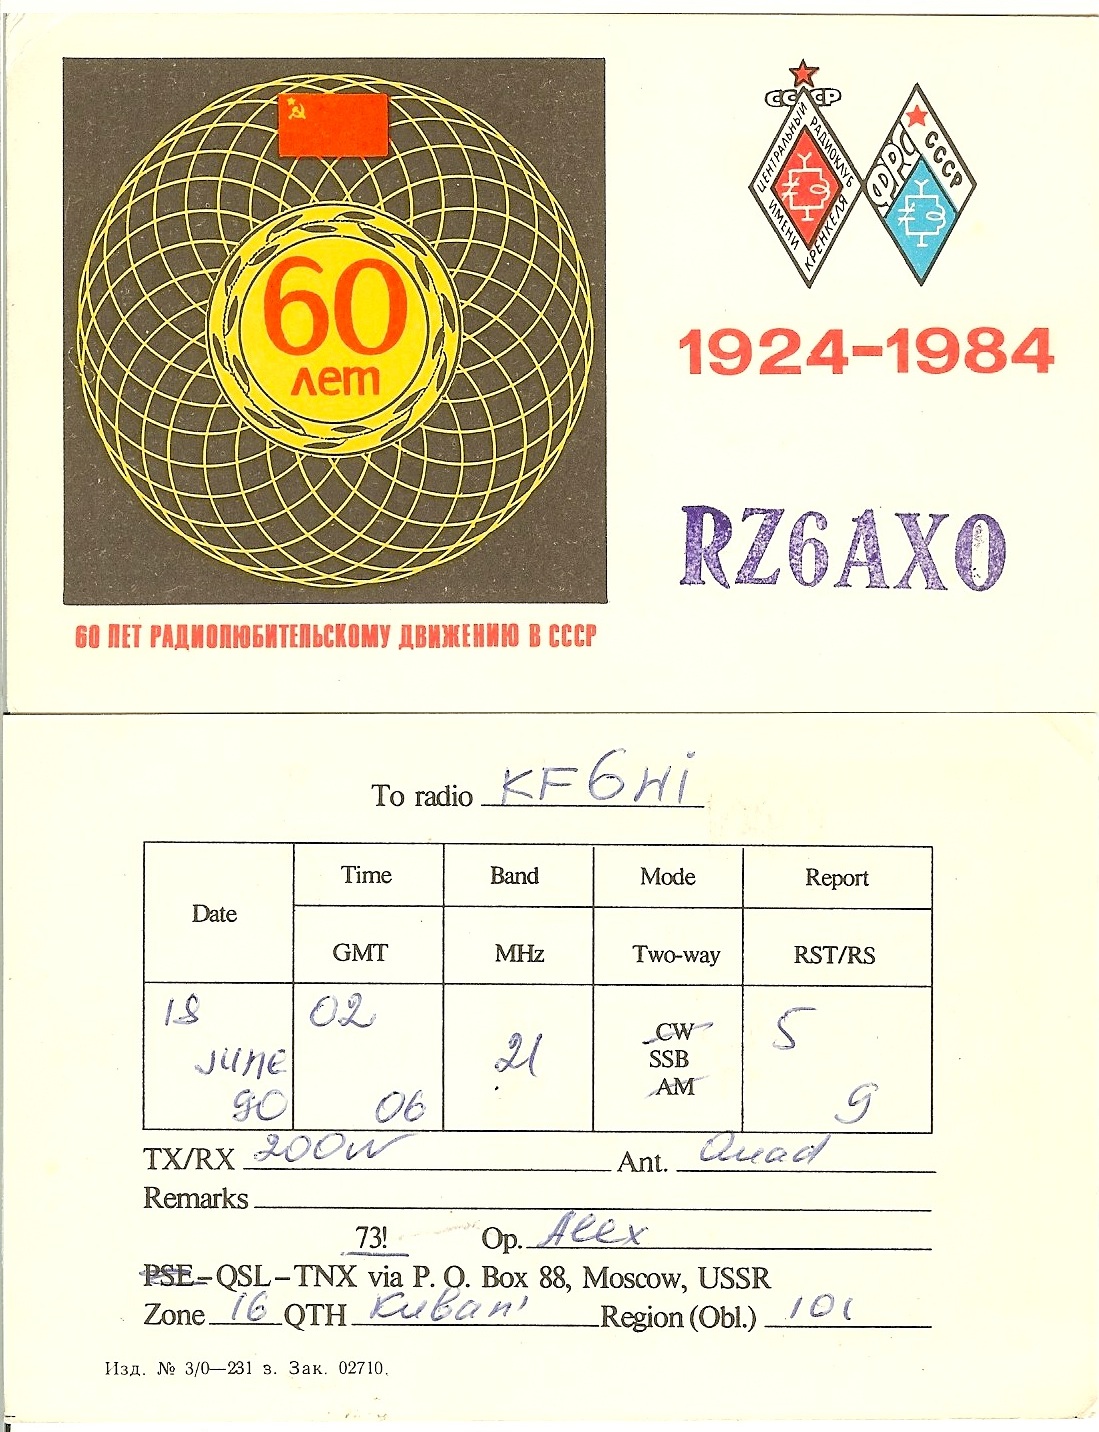 60
лет
СССР
ЦЕНТРАЛЬНЫЙ
РАДИОКЛУБ
ИМЕНИ
КРЕНКЕЛЯ
ФРС
СССР
1924-1984
RZ6AXO
60 ЛЕТ РАДИОЛЮБИТЕЛЬСКОМУ ДВИЖЕНИЮ В СССР
To radio KF6Hi
Date Time Band Mode Report
GMT MHz Two-way RST/RS
18 02 CW 5
JUNE 21 SSB
90 06 AM 9
TX/RX 200W Ant. Quad
Remarks
73! Op. Alex
PSE-QSL-TNX via P. O. Box 88, Moscow, USSR
Zone 16 QTH Kuban' Region (Obl.) 101
Изд. № 3/0—231 з. Зак. 02710.